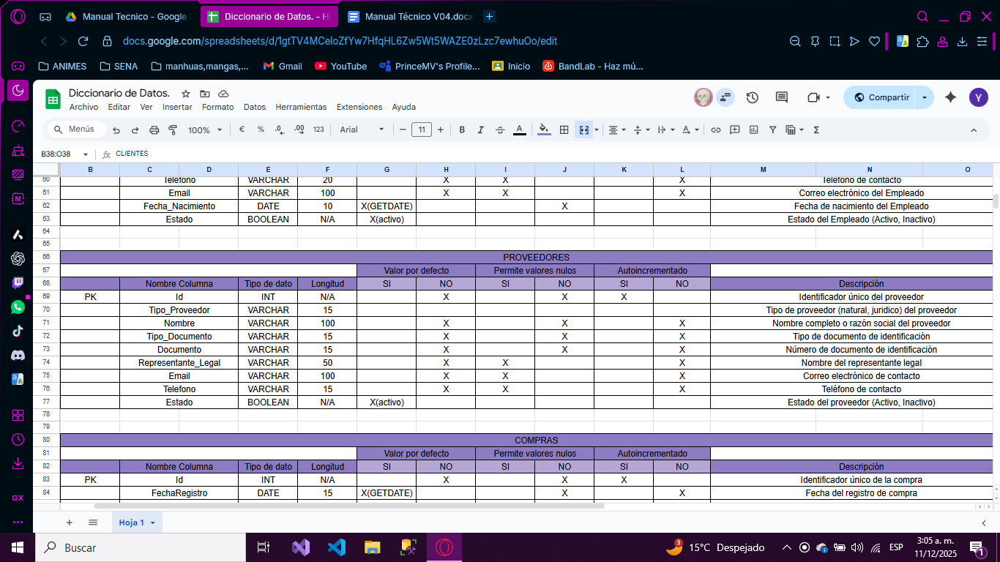 Manual Tecnico - Google
Diccionario de Datos. - H
Manual Técnico V04.docx
docs.google.com/spreadsheets/d/1gtTV4MCeloZfYw7HfqHL6Zw5Wt5WAZE0zLzc7ewhuOo/edit
ANIMES SENA manhuas,mangas,... Gmail YouTube PrinceMV's Profile... Inicio BandLab - Haz mú...
Diccionario de Datos.
Archivo Editar Ver Insertar Formato Datos Herramientas Extensiones Ayuda
Compartir
Y
Menús 100% € % .0 .00 123 Arial 11
B38:O38 CLIENTES
B C D E F G H I J K L M N O
60 Telefono VARCHAR 20 X X X Telefono de contacto
61 Email VARCHAR 100 X X X Correo electrónico del Empleado
62 Fecha_Nacimiento DATE 10 X(GETDATE) X Fecha de nacimiento del Empleado
63 Estado BOOLEAN N/A X(activo) Estado del Empleado (Activo, Inactivo)
64
65
66 PROVEEDORES
67 Valor por defecto Permite valores nulos Autoincrementado
68 Nombre Columna Tipo de dato Longitud SI NO SI NO SI NO Descripción
69 PK Id INT N/A X X X Identificador único del proveedor
70 Tipo_Proveedor VARCHAR 15 Tipo de proveedor (natural, juridico) del proveedor
71 Nombre VARCHAR 100 X X X Nombre completo o razón social del proveedor
72 Tipo_Documento VARCHAR 15 X X X Tipo de documento de identificación
73 Documento VARCHAR 15 X X X Número de documento de identificación
74 Representante_Legal VARCHAR 50 X X X Nombre del representante legal
75 Email VARCHAR 100 X X X Correo electrónico de contacto
76 Telefono VARCHAR 15 X X X Teléfono de contacto
77 Estado BOOLEAN N/A X(activo) Estado del proveedor (Activo, Inactivo)
78
79
80 COMPRAS
81 Valor por defecto Permite valores nulos Autoincrementado
82 Nombre Columna Tipo de dato Longitud SI NO SI NO SI NO Descripción
83 PK Id INT N/A X X X Identificador único de la compra
84 FechaRegistro DATE 15 X(GETDATE) X X Fecha del registro de compra
Hoja 1
GX
Buscar
3
15°C Despejado
ESP
3:05 a. m.
11/12/2025
1